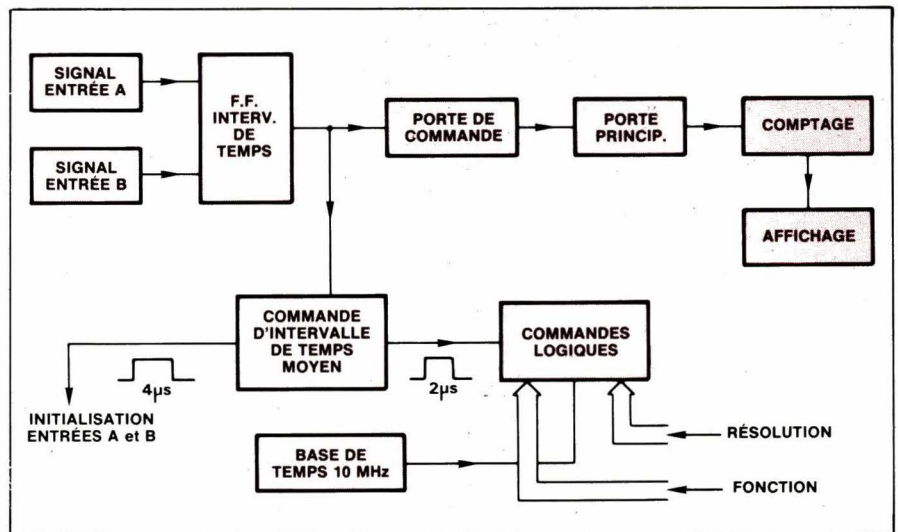 SIGNAL
ENTRÉE A
SIGNAL
ENTRÉE B
F.F.
INTERV.
DE
TEMPS
PORTE DE
COMMANDE
PORTE
PRINCIP.
COMPTAGE
AFFICHAGE
COMMANDE
D'INTERVALLE
DE TEMPS
MOYEN
COMMANDES
LOGIQUES
4µs
2µs
INITIALISATION
ENTRÉES A et B
BASE DE
TEMPS 10 MHz
RÉSOLUTION
FONCTION